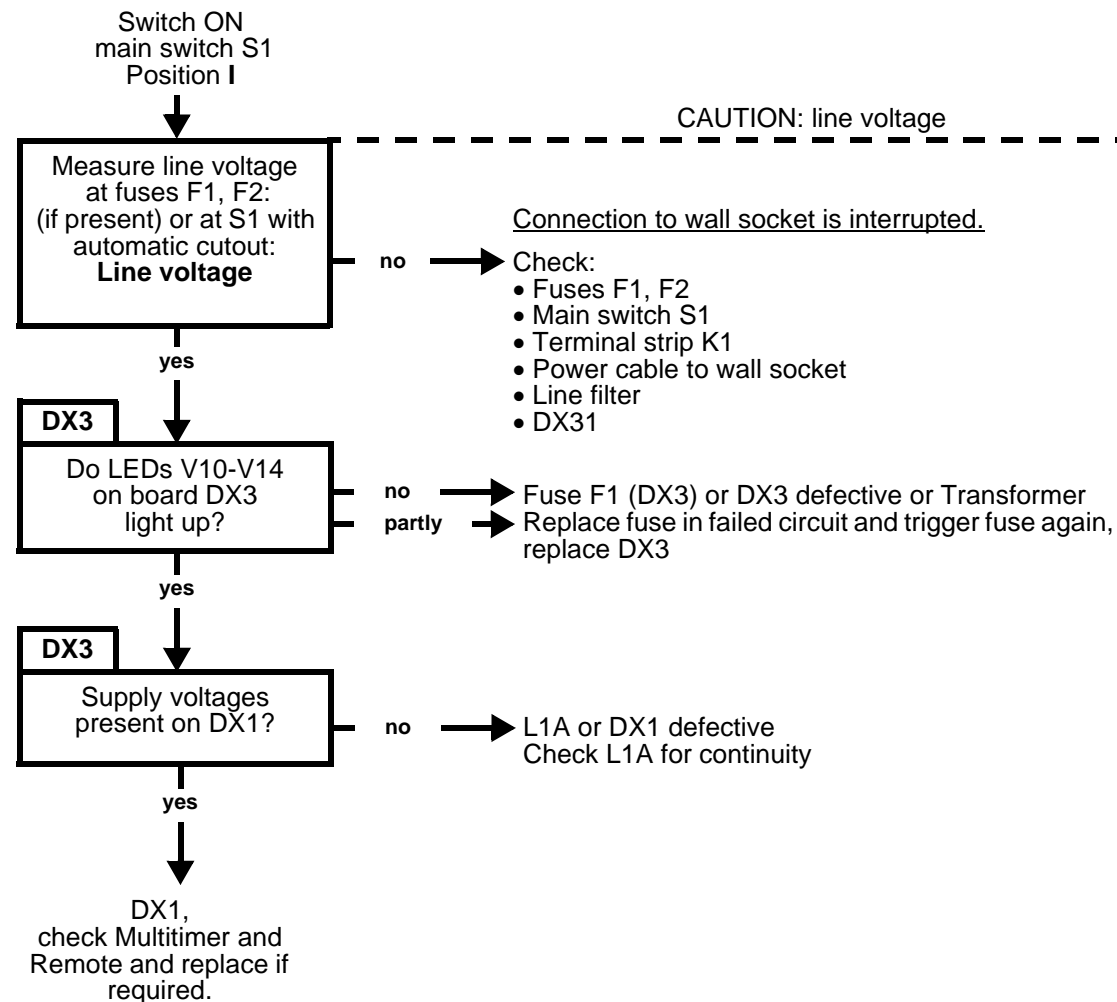 Switch ON
main switch S1
Position I
CAUTION: line voltage
Measure line voltage
at fuses F1, F2:
(if present) or at S1 with
automatic cutout:
Line voltage
no
Connection to wall socket is interrupted.
Check:
• Fuses F1, F2
• Main switch S1
• Terminal strip K1
• Power cable to wall socket
• Line filter
• DX31
yes
DX3
Do LEDs V10-V14
on board DX3
light up?
no
Fuse F1 (DX3) or DX3 defective or Transformer
partly
Replace fuse in failed circuit and trigger fuse again,
replace DX3
yes
DX3
Supply voltages
present on DX1?
no
L1A or DX1 defective
Check L1A for continuity
yes
DX1,
check Multitimer and
Remote and replace if
required.